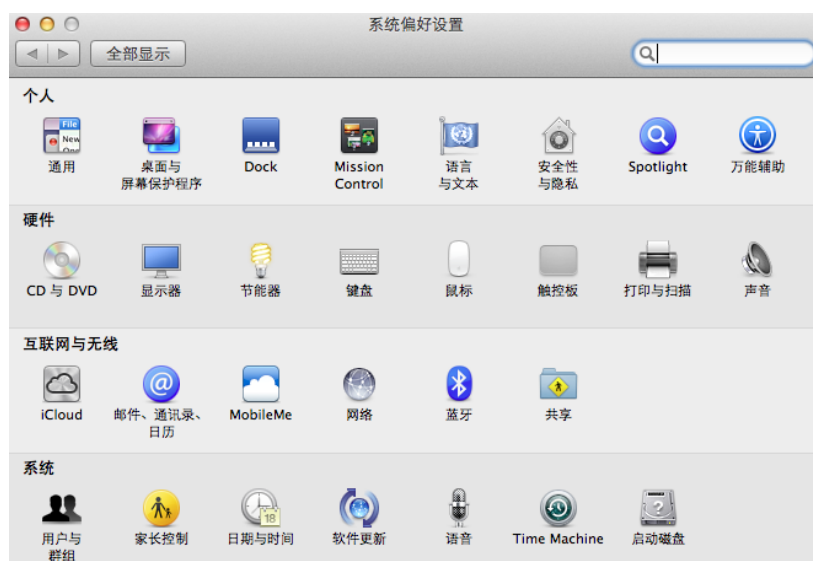 系统偏好设置
全部显示
个人
File
New
通用
桌面与
屏幕保护程序
Dock
Mission
Control
语言
与文本
安全性
与隐私
Spotlight
万能辅助
硬件
CD 与 DVD
显示器
节能器
键盘
鼠标
触控板
打印与扫描
声音
互联网与无线
iCloud
@
邮件、通讯录、
日历
MobileMe
网络
蓝牙
共享
系统
用户与
群组
家长控制
18
日期与时间
软件更新
语音
Time Machine
?
启动磁盘